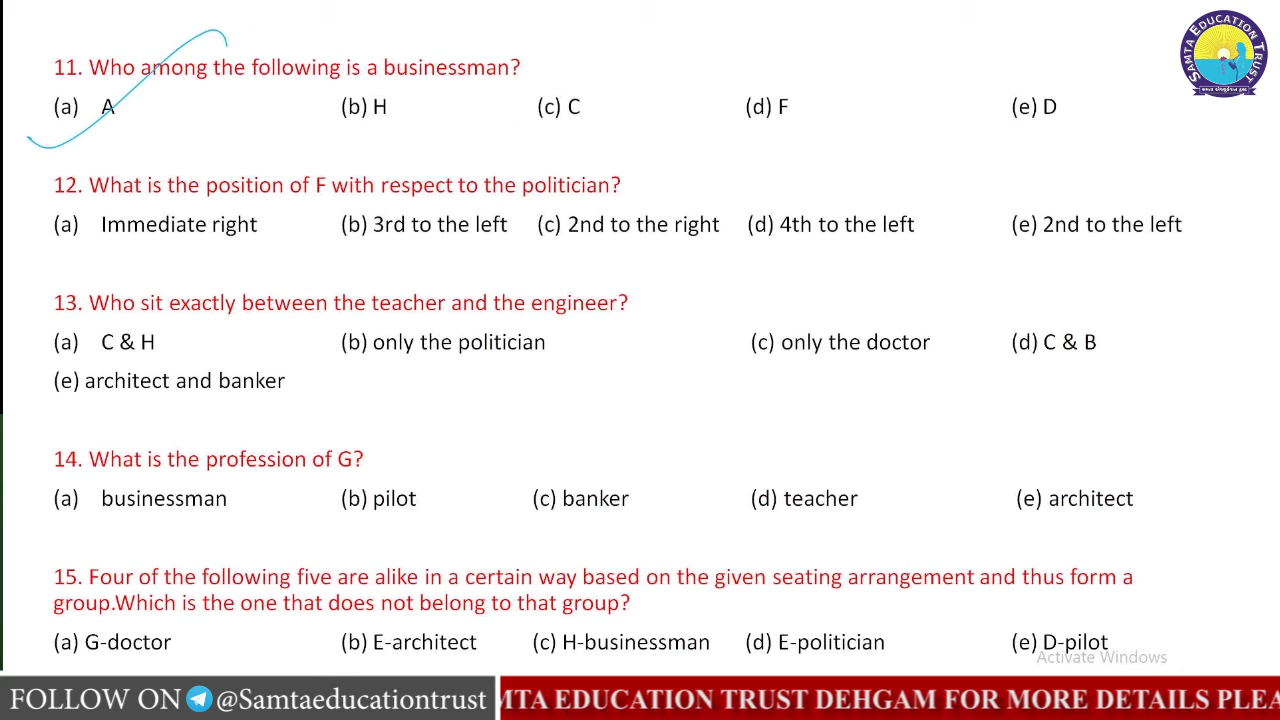 SAMTA EDUCATION TRUST
11. Who among the following is a businessman?
(a) A (b) H (c) C (d) F (e) D
12. What is the position of F with respect to the politician?
(a) Immediate right (b) 3rd to the left (c) 2nd to the right (d) 4th to the left (e) 2nd to the left
13. Who sit exactly between the teacher and the engineer?
(a) C & H (b) only the politician (c) only the doctor (d) C & B
(e) architect and banker
14. What is the profession of G?
(a) businessman (b) pilot (c) banker (d) teacher (e) architect
15. Four of the following five are alike in a certain way based on the given seating arrangement and thus form a
group.Which is the one that does not belong to that group?
(a) G-doctor (b) E-architect (c) H-businessman (d) E-politician (e) D-pilot
Activate Windows
FOLLOW ON @Samtaeducationtrust MTA EDUCATION TRUST DEHGAM FOR MORE DETAILS PLEA